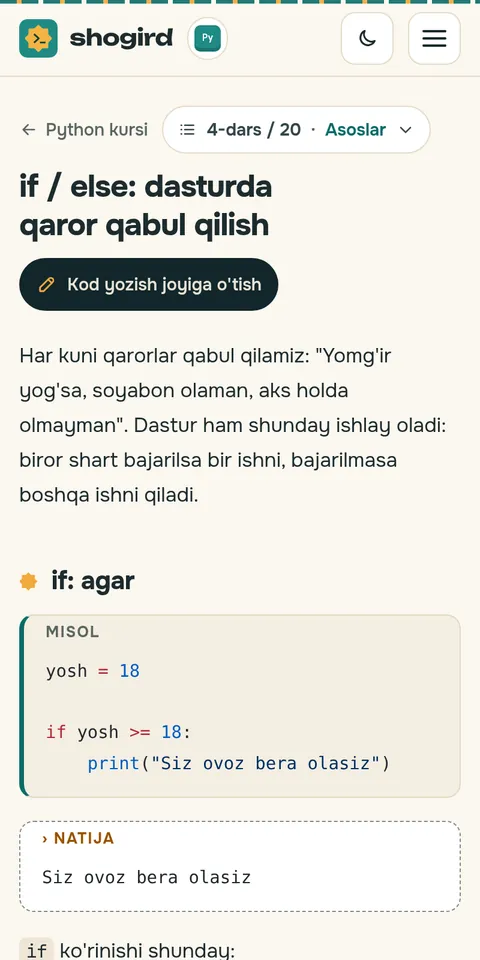 shogird Py
← Python kursi 4-dars / 20 · Asoslar
if / else: dasturda
qaror qabul qilish
Kod yozish joyiga o'tish
Har kuni qarorlar qabul qilamiz: "Yomg'ir
yog'sa, soyabon olaman, aks holda
olmayman". Dastur ham shunday ishlay oladi:
biror shart bajarilsa bir ishni, bajarilmasa
boshqa ishni qiladi.
if: agar
MISOL
yosh = 18
if yosh >= 18:
    print("Siz ovoz bera olasiz")
› NATIJA
Siz ovoz bera olasiz
if ko'rinishi shunday: